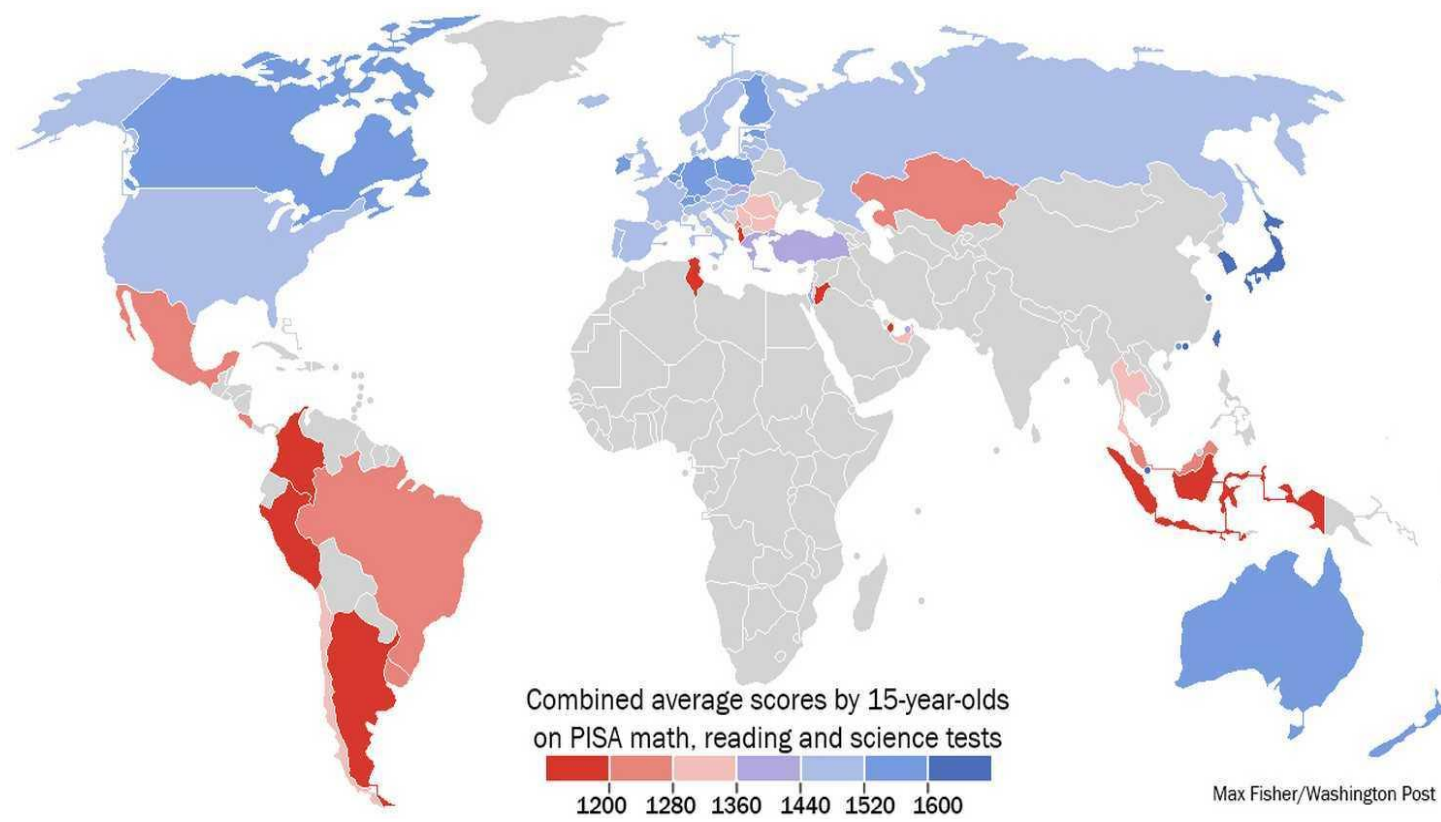 Combined average scores by 15-year-olds
on PISA math, reading and science tests
1200 1280 1360 1440 1520 1600
Max Fisher/Washington Post